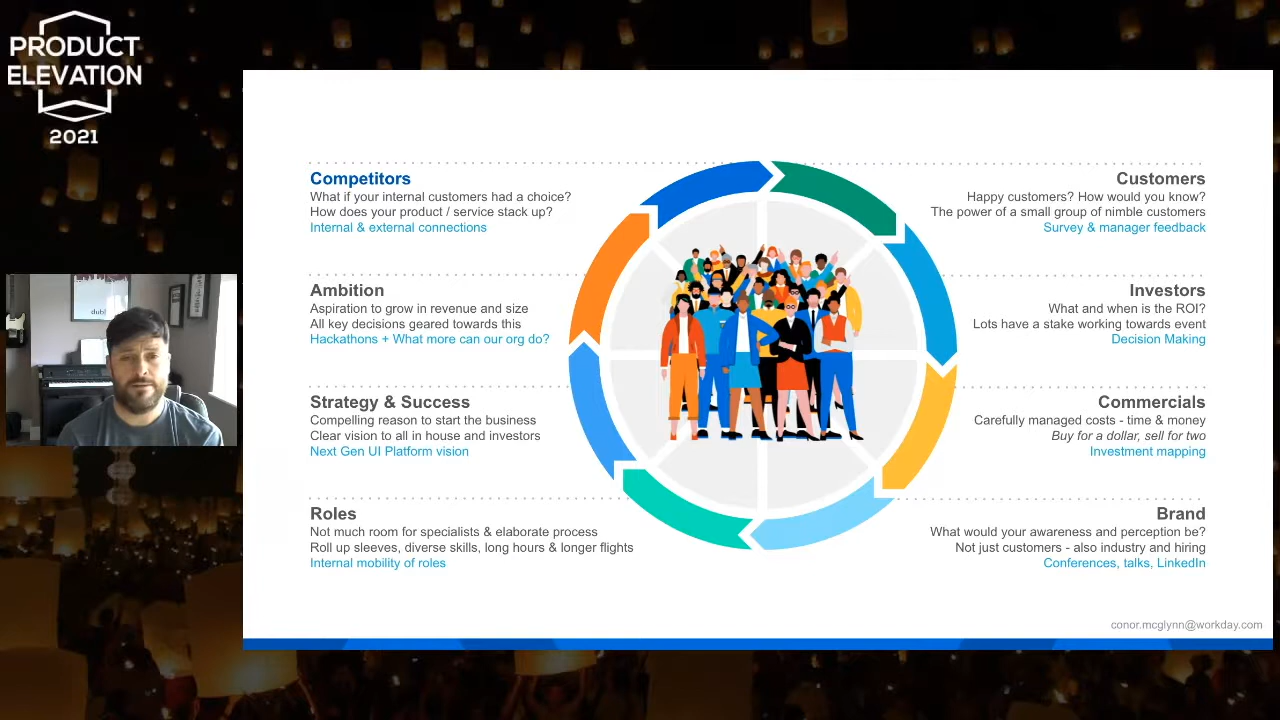 PRODUCT
ELEVATION
2021
Competitors
What if your internal customers had a choice?
How does your product / service stack up?
Internal & external connections
Ambition
Aspiration to grow in revenue and size
All key decisions geared towards this
Hackathons + What more can our org do?
Strategy & Success
Compelling reason to start the business
Clear vision to all in house and investors
Next Gen UI Platform vision
Roles
Not much room for specialists & elaborate process
Roll up sleeves, diverse skills, long hours & longer flights
Internal mobility of roles
Customers
Happy customers? How would you know?
The power of a small group of nimble customers
Survey & manager feedback
Investors
What and when is the ROI?
Lots have a stake working towards event
Decision Making
Commercials
Carefully managed costs - time & money
Buy for a dollar, sell for two
Investment mapping
Brand
What would your awareness and perception be?
Not just customers - also industry and hiring
Conferences, talks, LinkedIn
conor.mcglynn@workday.com
dubl